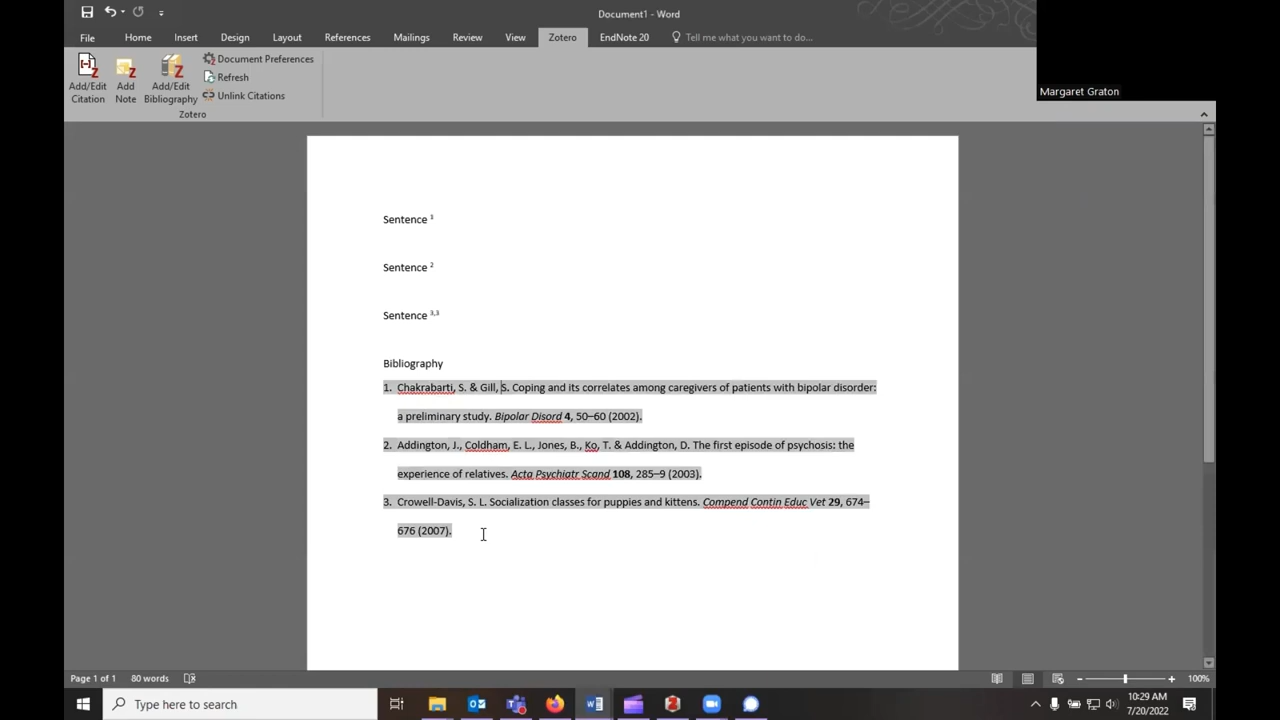 Document1 - Word
File Home Insert Design Layout References Mailings Review View Zotero EndNote 20 Tell me what you want to do...
Add/Edit Citation
Add Note
Add/Edit Bibliography
Document Preferences
Refresh
Unlink Citations
Zotero
Margaret Graton
Sentence 1
Sentence 2
Sentence 3,3
Bibliography
1. Chakrabarti, S. & Gill, S. Coping and its correlates among caregivers of patients with bipolar disorder:
a preliminary study. Bipolar Disord 4, 50–60 (2002).
2. Addington, J., Coldham, E. L., Jones, B., Ko, T. & Addington, D. The first episode of psychosis: the
experience of relatives. Acta Psychiatr Scand 108, 285–9 (2003).
3. Crowell-Davis, S. L. Socialization classes for puppies and kittens. Compend Contin Educ Vet 29, 674–
676 (2007).
Page 1 of 1 80 words 100%
Type here to search
10:29 AM
7/20/2022